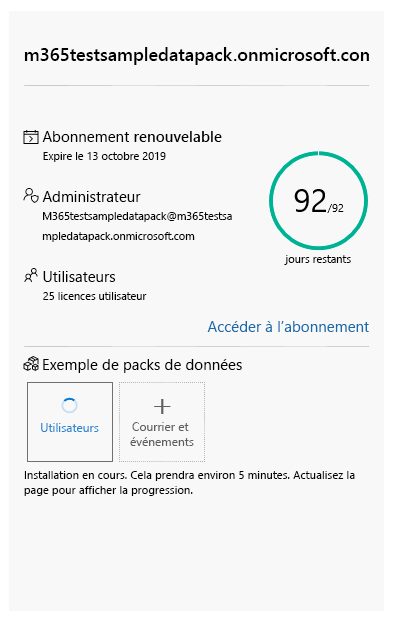 m365testsampledatapack.onmicrosoft.con
Abonnement renouvelable
Expire le 13 octobre 2019
92/92
jours restants
Administrateur
M365testsampledatapack@m365testsa
mpledatapack.onmicrosoft.com
Utilisateurs
25 licences utilisateur
Accéder à l’abonnement
Exemple de packs de données
Utilisateurs
Courrier et
événements
Installation en cours. Cela prendra environ 5 minutes. Actualisez la
page pour afficher la progression.